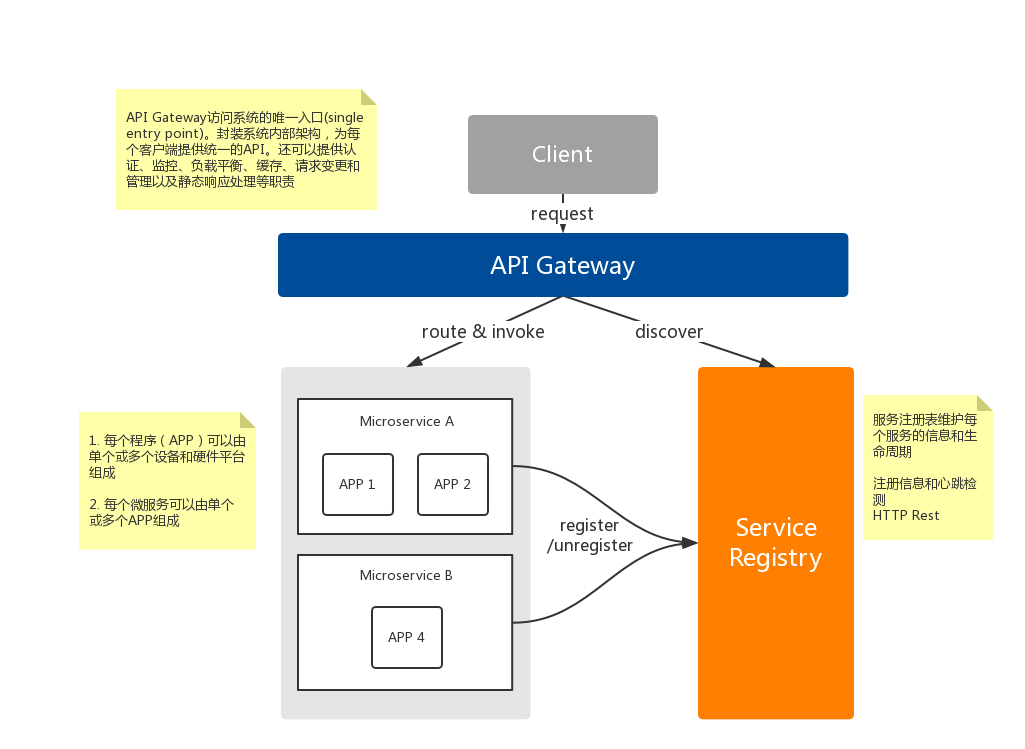 API Gateway访问系统的唯一入口(single
entry point)。封装系统内部架构，为每
个客户端提供统一的API。还可以提供认
证、监控、负载平衡、缓存、请求变更和
管理以及静态响应处理等职责
Client
request
API Gateway
route & invoke
discover
1. 每个程序（APP）可以由
单个或多个设备和硬件平台
组成
2. 每个微服务可以由单个
或多个APP组成
Microservice A
APP 1
APP 2
Microservice B
APP 4
register
/unregister
Service
Registry
服务注册表维护每
个服务的信息和生
命周期
注册信息和心跳检
测
HTTP Rest